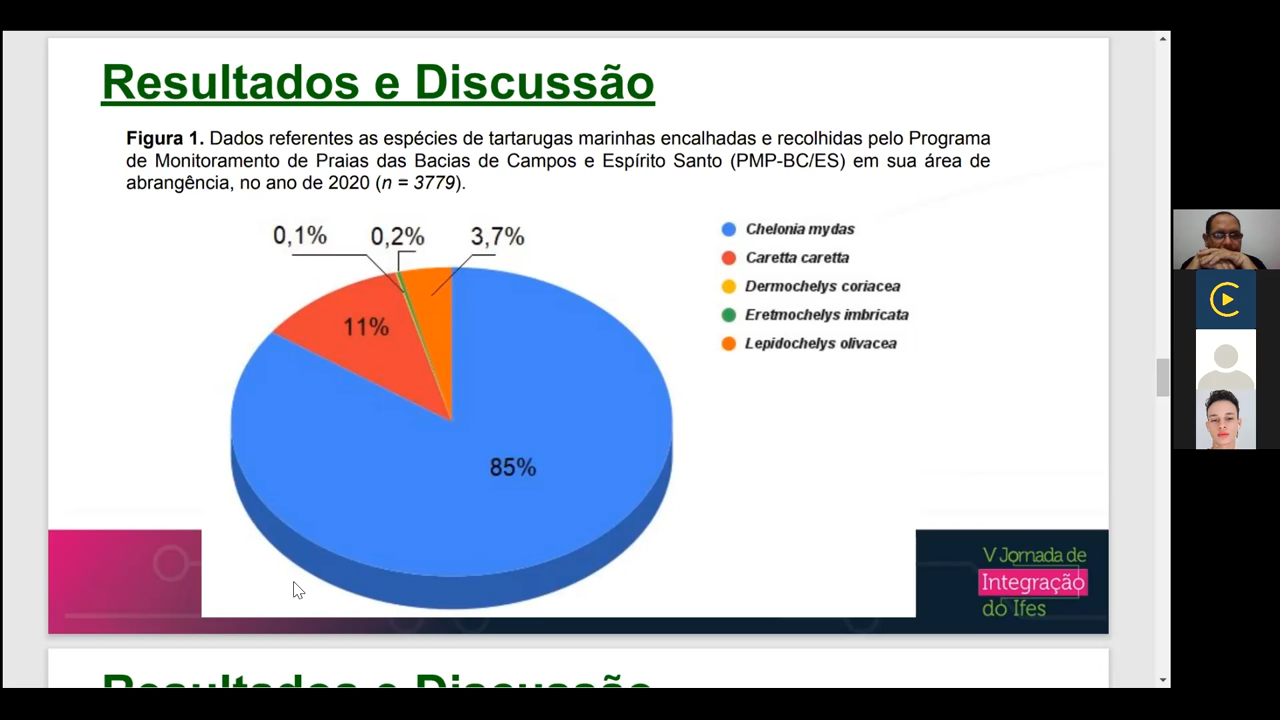 Resultados e Discussão
Figura 1. Dados referentes as espécies de tartarugas marinhas encalhadas e recolhidas pelo Programa
de Monitoramento de Praias das Bacias de Campos e Espírito Santo (PMP-BC/ES) em sua área de
abrangência, no ano de 2020 (n = 3779).
0,1%
0,2%
3,7%
11%
85%
Chelonia mydas
Caretta caretta
Dermochelys coriacea
Eretmochelys imbricata
Lepidochelys olivacea
V Jornada de
Integração
do Ifes
Resultados e Discussão